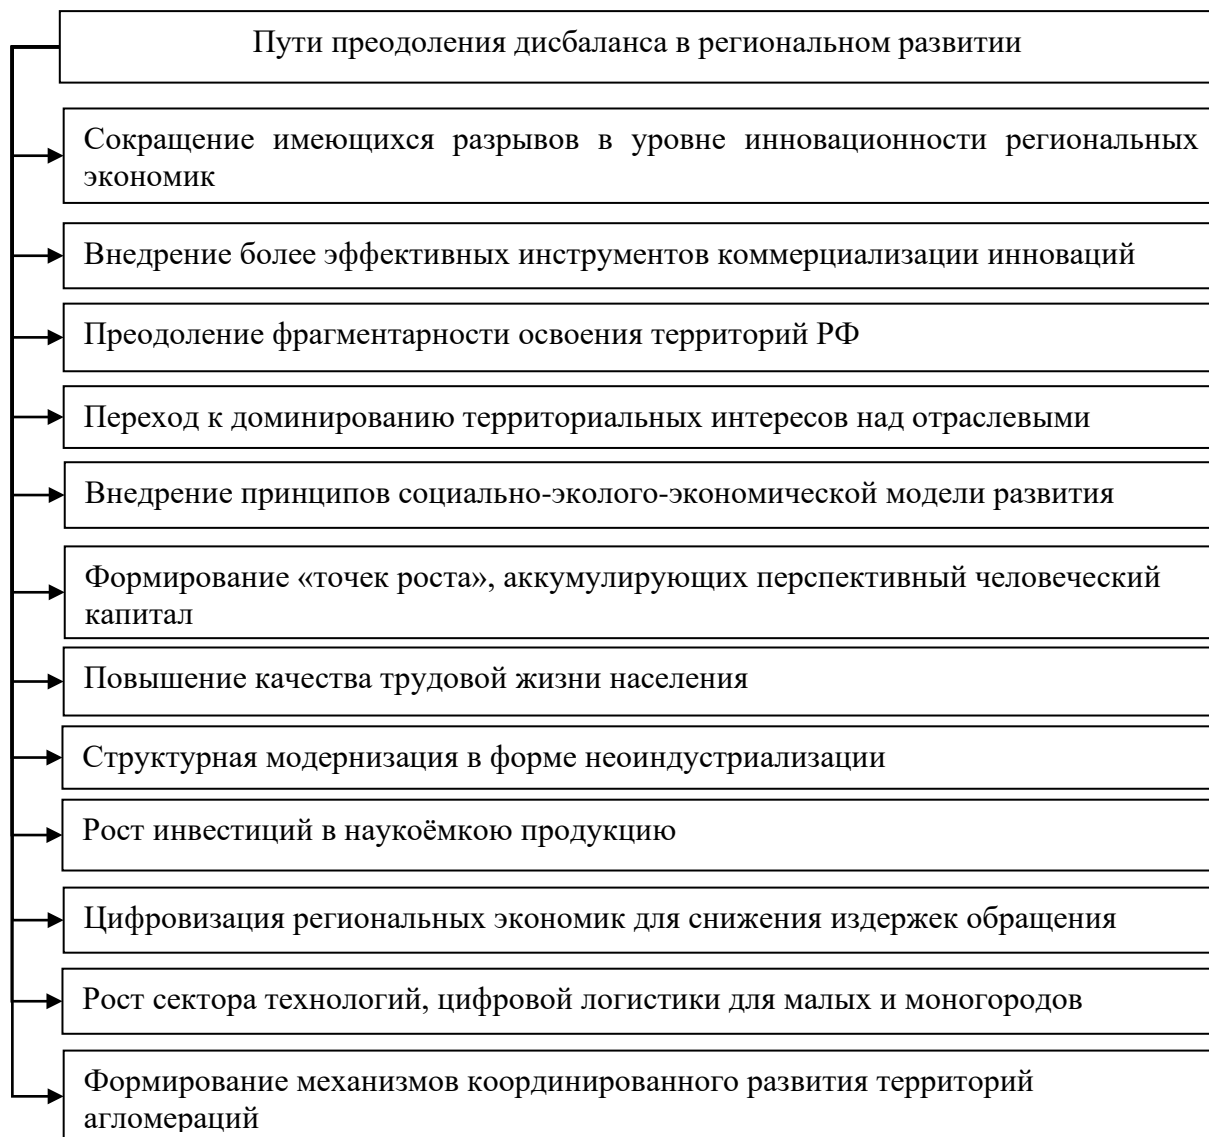 Пути преодоления дисбаланса в региональном развитии
Сокращение имеющихся разрывов в уровне инновационности региональных
экономик
Внедрение более эффективных инструментов коммерциализации инноваций
Преодоление фрагментарности освоения территорий РФ
Переход к доминированию территориальных интересов над отраслевыми
Внедрение принципов социально-эколого-экономической модели развития
Формирование «точек роста», аккумулирующих перспективный человеческий
капитал
Повышение качества трудовой жизни населения
Структурная модернизация в форме неоиндустриализации
Рост инвестиций в наукоёмкою продукцию
Цифровизация региональных экономик для снижения издержек обращения
Рост сектора технологий, цифровой логистики для малых и моногородов
Формирование механизмов координированного развития территорий
агломераций